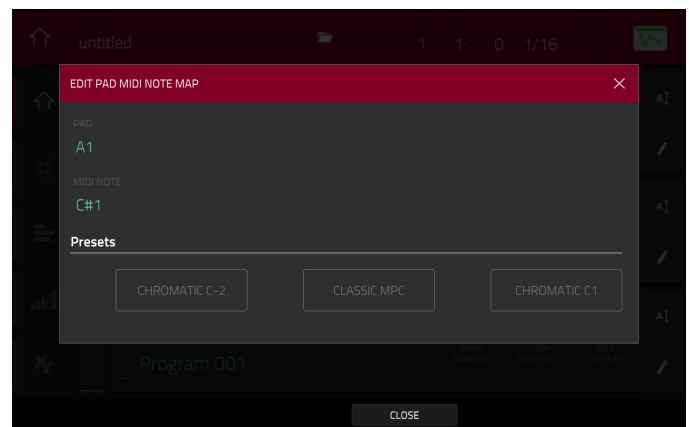 untitled
1: 1: 0 1/16
EDIT PAD MIDI NOTE MAP
PAD
A1
MIDI NOTE
C#1
Presets
CHROMATIC C-2 CLASSIC MPC CHROMATIC C1
Program 001
CLOSE